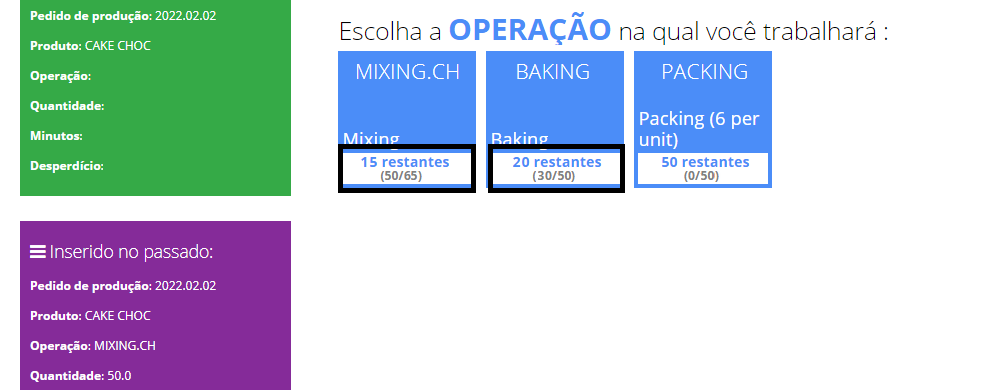 Pedido de produção: 2022.02.02
Produto: CAKE CHOC
Operação:
Quantidade:
Minutos:
Desperdício:
Inserido no passado:
Pedido de produção: 2022.02.02
Produto: CAKE CHOC
Operação: MIXING.CH
Quantidade: 50.0
Escolha a OPERAÇÃO na qual você trabalhará :
MIXING.CH
Mixing
15 restantes
(50/65)
BAKING
Baking
20 restantes
(30/50)
PACKING
Packing (6 per
unit)
50 restantes
(0/50)